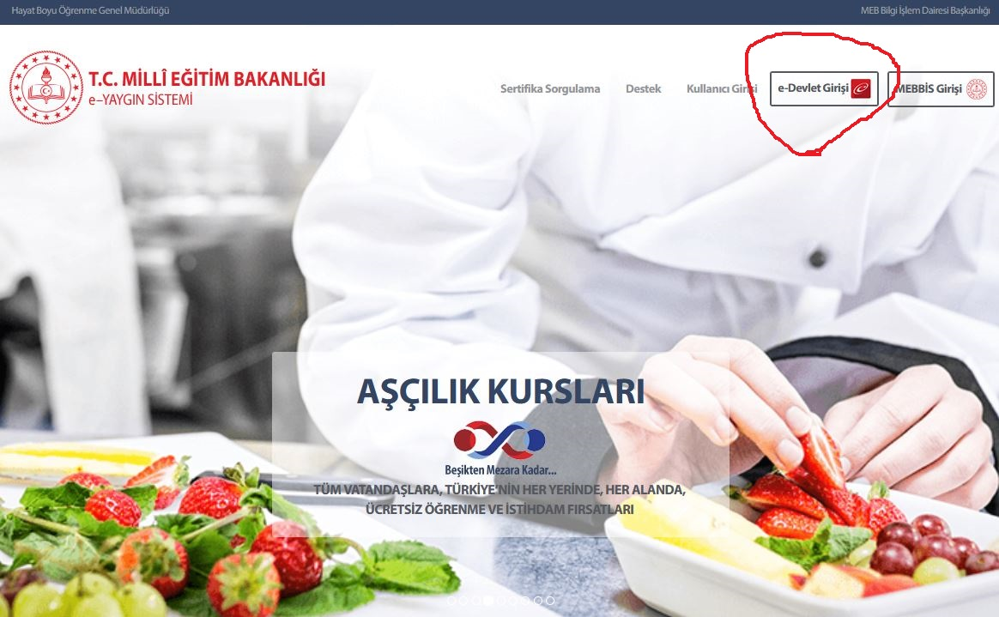 Hayat Boyu Öğrenme Genel Müdürlüğü
MEB Bilgi İşlem Dairesi Başkanlığı
T.C. MİLLÎ EĞİTİM BAKANLIĞI
e–YAYGIN SİSTEMİ
Sertifika Sorgulama
Destek
Kullanıcı Girişi
e-Devlet Girişi
MEBBİS Girişi
AŞÇILIK KURSLARI
Beşikten Mezara Kadar...
TÜM VATANDAŞLARA, TÜRKİYE'NİN HER YERİNDE, HER ALANDA,
ÜCRETSİZ ÖĞRENME VE İSTİHDAM FIRSATLARI